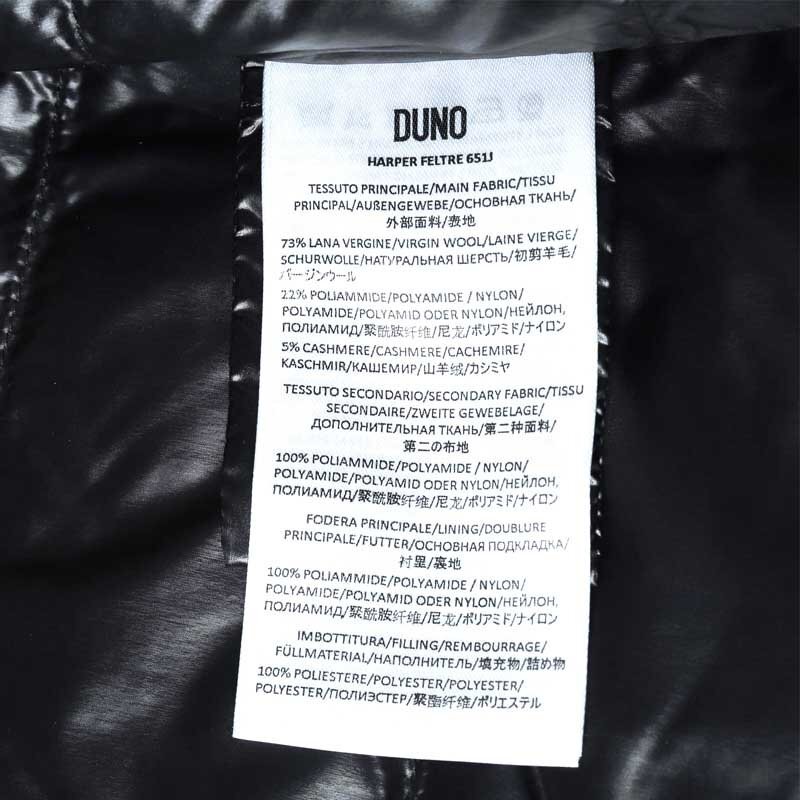 DUNO
HARPER FELTRE 651J
TESSUTO PRINCIPALE/MAIN FABRIC/TISSU
PRINCIPAL/AUßENGEWEBE/ОСНОВНАЯ ТКАНЬ/
外部面料/表地
73% LANA VERGINE/VIRGIN WOOL/LAINE VIERGE/
SCHURWOLLE/НАТУРАЛЬНАЯ ШЕРСТЬ/初剪羊毛/
バージンウール
22% POLIAMMIDE/POLYAMIDE / NYLON/
POLYAMIDE/POLYAMID ODER NYLON/НЕЙЛОН,
ПОЛИАМИД/聚酰胺纤维/尼龙/ポリアミド/ナイロン
5% CASHMERE/CASHMERE/CACHEMIRE/
KASCHMIR/КАШЕМИР/山羊绒/カシミヤ
TESSUTO SECONDARIO/SECONDARY FABRIC/TISSU
SECONDAIRE/ZWEITE GEWEBELAGE/
ДОПОЛНИТЕЛЬНАЯ ТКАНЬ/第二种面料/
第二の布地
100% POLIAMMIDE/POLYAMIDE / NYLON/
POLYAMIDE/POLYAMID ODER NYLON/НЕЙЛОН,
ПОЛИАМИД/聚酰胺纤维/尼龙/ポリアミド/ナイロン
FODERA PRINCIPALE/LINING/DOUBLURE
PRINCIPALE/FUTTER/ОСНОВНАЯ ПОДКЛАДКА/
衬里/裏地
100% POLIAMMIDE/POLYAMIDE / NYLON/
POLYAMIDE/POLYAMID ODER NYLON/НЕЙЛОН,
ПОЛИАМИД/聚酰胺纤维/尼龙/ポリアミド/ナイロン
IMBOTTITURA/FILLING/REMBOURRAGE/
FÜLLMATERIAL/НАПОЛНИТЕЛЬ/填充物/詰め物
100% POLIESTERE/POLYESTER/POLYESTER/
POLYESTER/ПОЛИЭСТЕР/聚酯纤维/ポリエステル